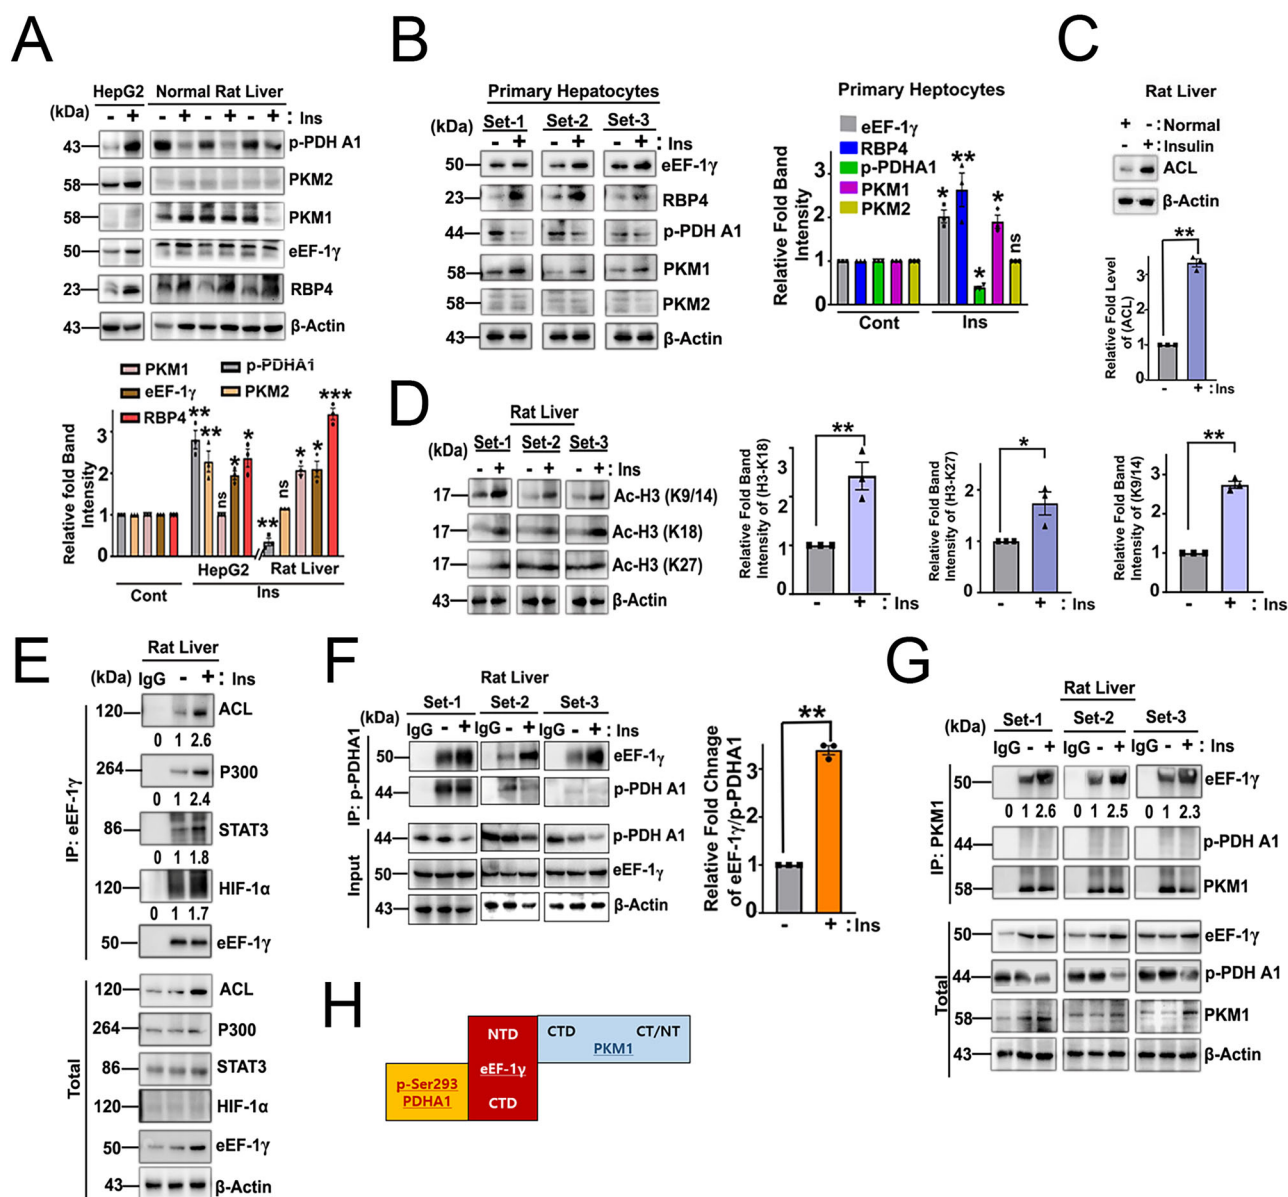 A
HepG2 Normal Rat Liver
(kDa) - + - + - + - + : Ins
43 p-PDH A1
58 PKM2
58 PKM1
50 eEF-1γ
23 RBP4
43 β-Actin
PKM1 p-PDHA1
eEF-1γ PKM2
RBP4
Relative fold Band
Intensity
3
2
1
0
** ** ns * * ** ns * * ***
HepG2 Rat Liver
Cont Ins
B
Primary Hepatocytes
(kDa) Set-1 Set-2 Set-3
- + - + - + : Ins
50 eEF-1γ
23 RBP4
44 p-PDH A1
58 PKM1
58 PKM2
43 β-Actin
Primary Heptocytes
eEF-1γ
RBP4
p-PDHA1
PKM1
PKM2
Relative Fold Band
Intensity
3
2
1
0
* ** * * ns
Cont Ins
C
Rat Liver
+ - : Normal
- + : Insulin
ACL
β-Actin
**
Relative Fold Level
of (ACL)
3
2
1
0
- + : Ins
D
Rat Liver
(kDa) Set-1 Set-2 Set-3
- + - + - + : Ins
17 Ac-H3 (K9/14)
17 Ac-H3 (K18)
17 Ac-H3 (K27)
43 β-Actin
**
Relative Fold Band
Intensity of (H3-K18)
3
2
1
0
- + : Ins
*
Relative Fold Band
Intensity of (H3-K27)
2
1
0
- + : Ins
**
Relative Fold Band
Intensity of (K9/14)
3
2
1
0
- + : Ins
E
Rat Liver
(kDa) IgG - + : Ins
IP: eEF-1γ
120 ACL
0 1 2.6
264 P300
0 1 2.4
86 STAT3
0 1 1.8
120 HIF-1α
0 1 1.7
50 eEF-1γ
Total
120 ACL
264 P300
86 STAT3
120 HIF-1α
50 eEF-1γ
43 β-Actin
F
Rat Liver
Set-1 Set-2 Set-3
(kDa)
IgG - + IgG - + IgG - + : Ins
IP: p-PDHA1
50 eEF-1γ
44 p-PDH A1
Input
44 p-PDH A1
50 eEF-1γ
43 β-Actin
**
Relative Fold Chnage
of eEF-1γ/p-PDHA1
3
2
1
0
- + : Ins
G
Rat Liver
(kDa) Set-1 Set-2 Set-3
IgG - + IgG - + IgG - + : Ins
IP: PKM1
50 eEF-1γ
0 1 2.6 0 1 2.5 0 1 2.3
44 p-PDH A1
58 PKM1
Total
50 eEF-1γ
44 p-PDH A1
58 PKM1
43 β-Actin
H
NTD CTD CT/NT
PKM1
eEF-1γ
p-Ser293
PDHA1
CTD